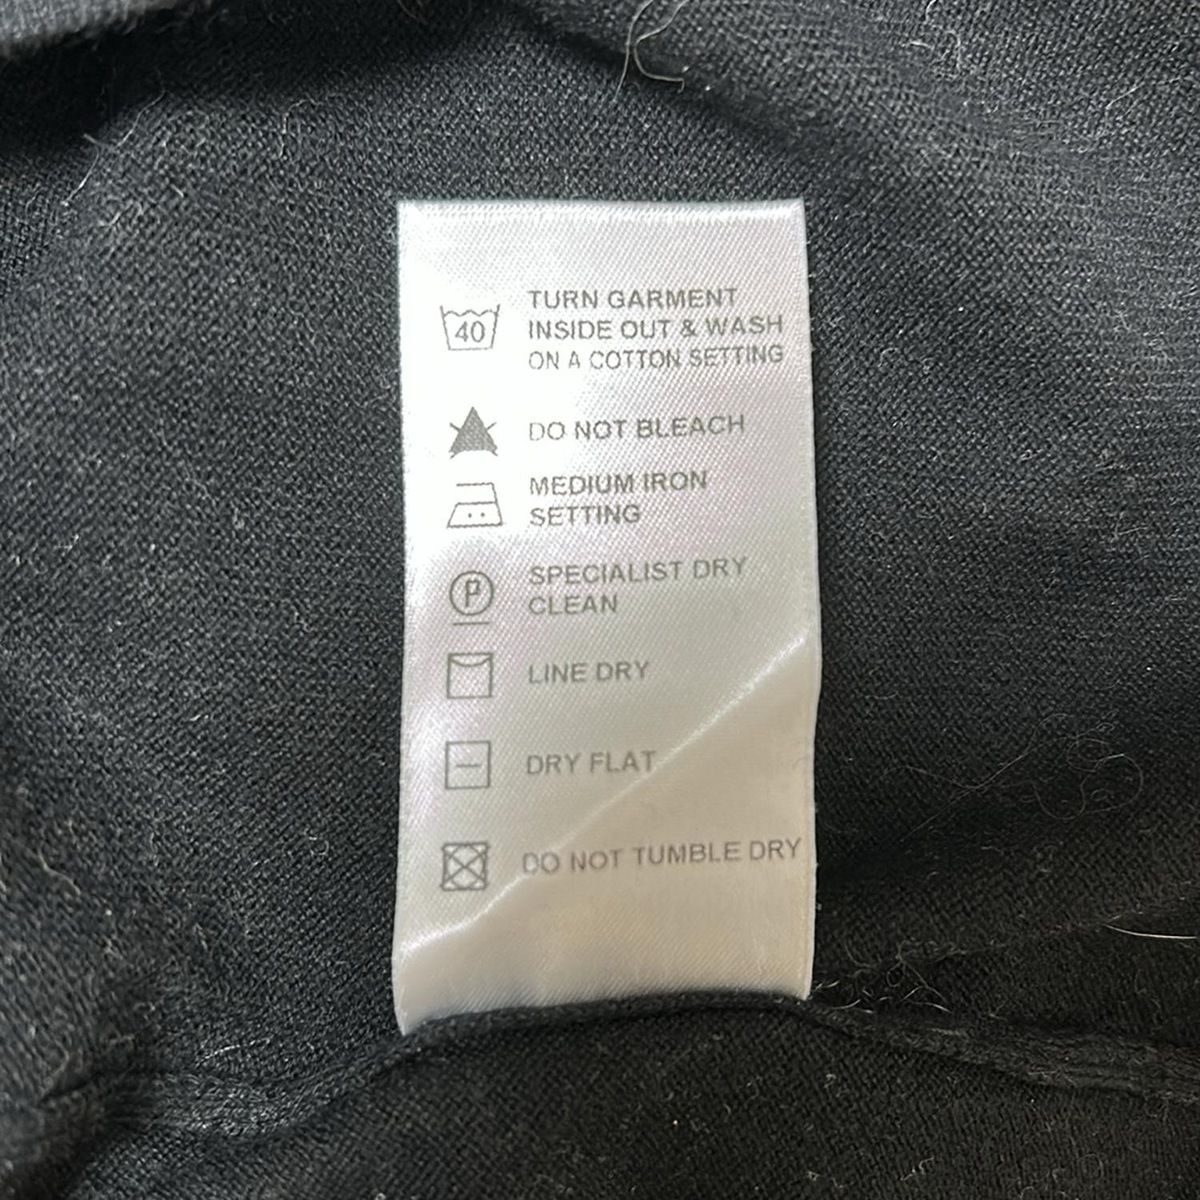 40
TURN GARMENT
INSIDE OUT & WASH
ON A COTTON SETTING
DO NOT BLEACH
MEDIUM IRON
SETTING
P
SPECIALIST DRY
CLEAN
LINE DRY
DRY FLAT
DO NOT TUMBLE DRY